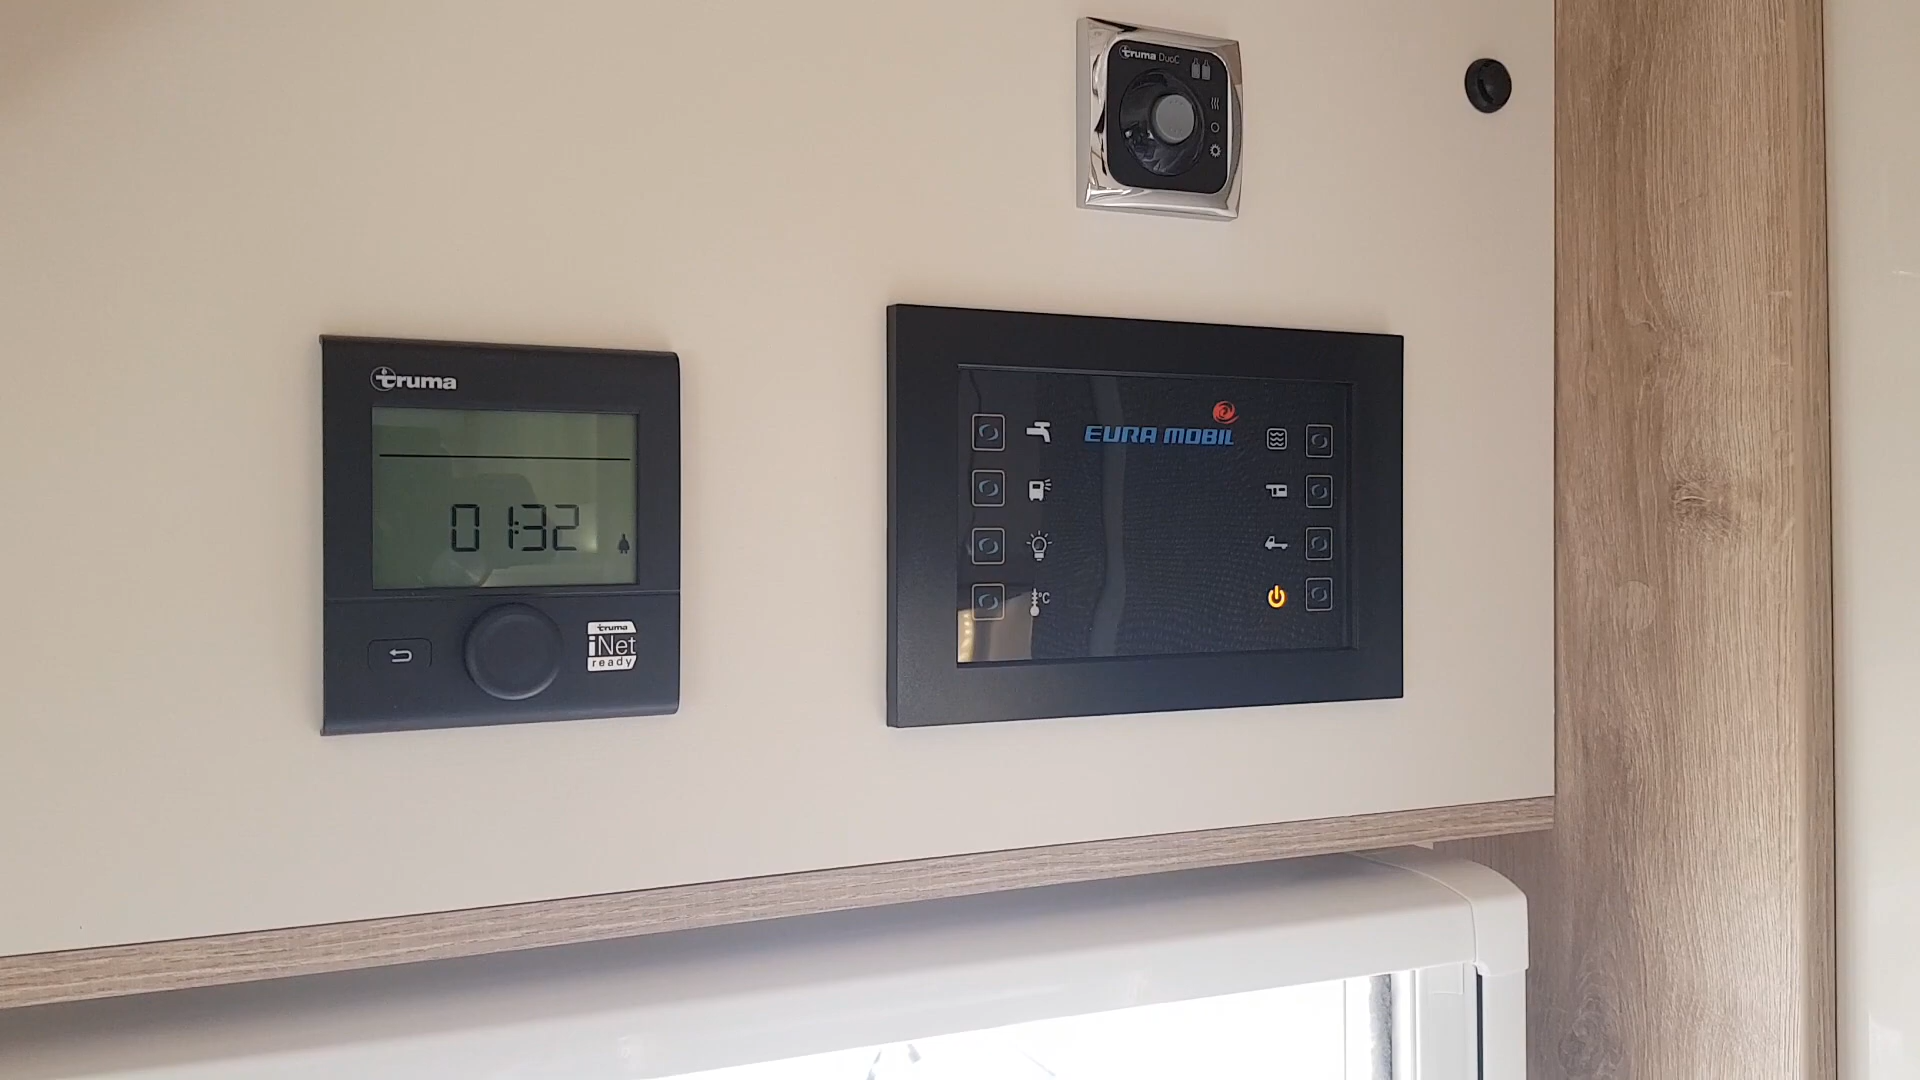 truma DuoC
truma
01:32
truma
iNet
ready
EURA MOBIL
°C